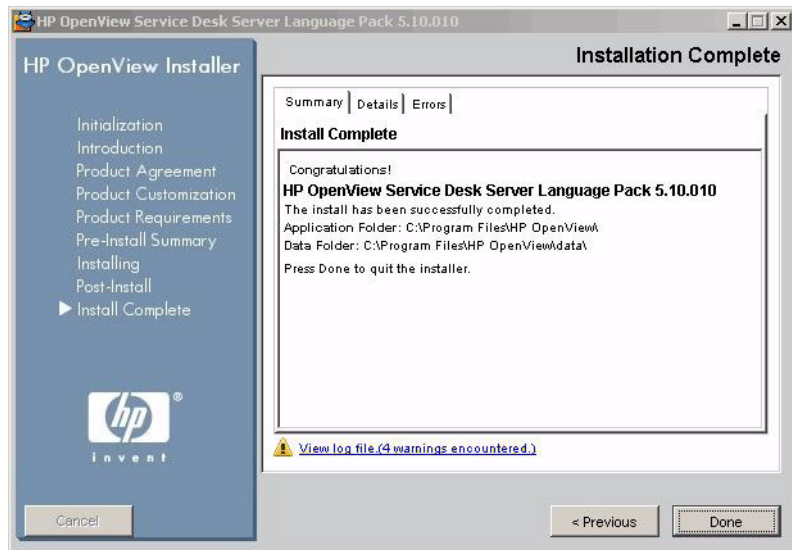 HP OpenView Service Desk Server Language Pack 5.10.010
HP OpenView Installer
Installation Complete
Initialization
Introduction
Product Agreement
Product Customization
Product Requirements
Pre-Install Summary
Installing
Post-Install
Install Complete
Summary Details Errors
Install Complete
Congratulations!
HP OpenView Service Desk Server Language Pack 5.10.010
The install has been successfully completed.
Application Folder: C:\Program Files\HP OpenView\
Data Folder: C:\Program Files\HP OpenView\data\
Press Done to quit the installer.
View log file.(4 warnings encountered.)
hp ®
invent
Cancel
< Previous
Done